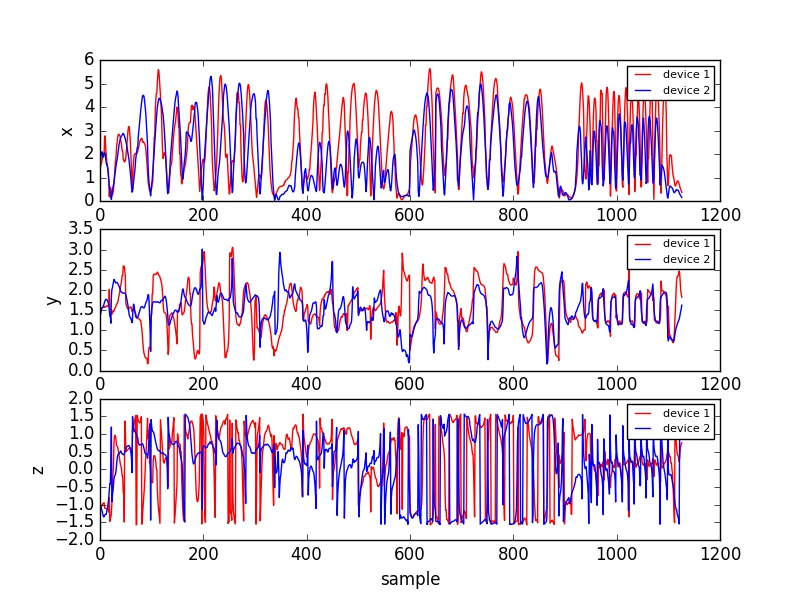 x
6
5
4
3
2
1
0
device 1
device 2
0 200 400 600 800 1000 1200
y
3.5
3.0
2.5
2.0
1.5
1.0
0.5
0.0
device 1
device 2
0 200 400 600 800 1000 1200
z
2.0
1.5
1.0
0.5
0.0
−0.5
−1.0
−1.5
−2.0
device 1
device 2
0 200 400 600 800 1000 1200
sample